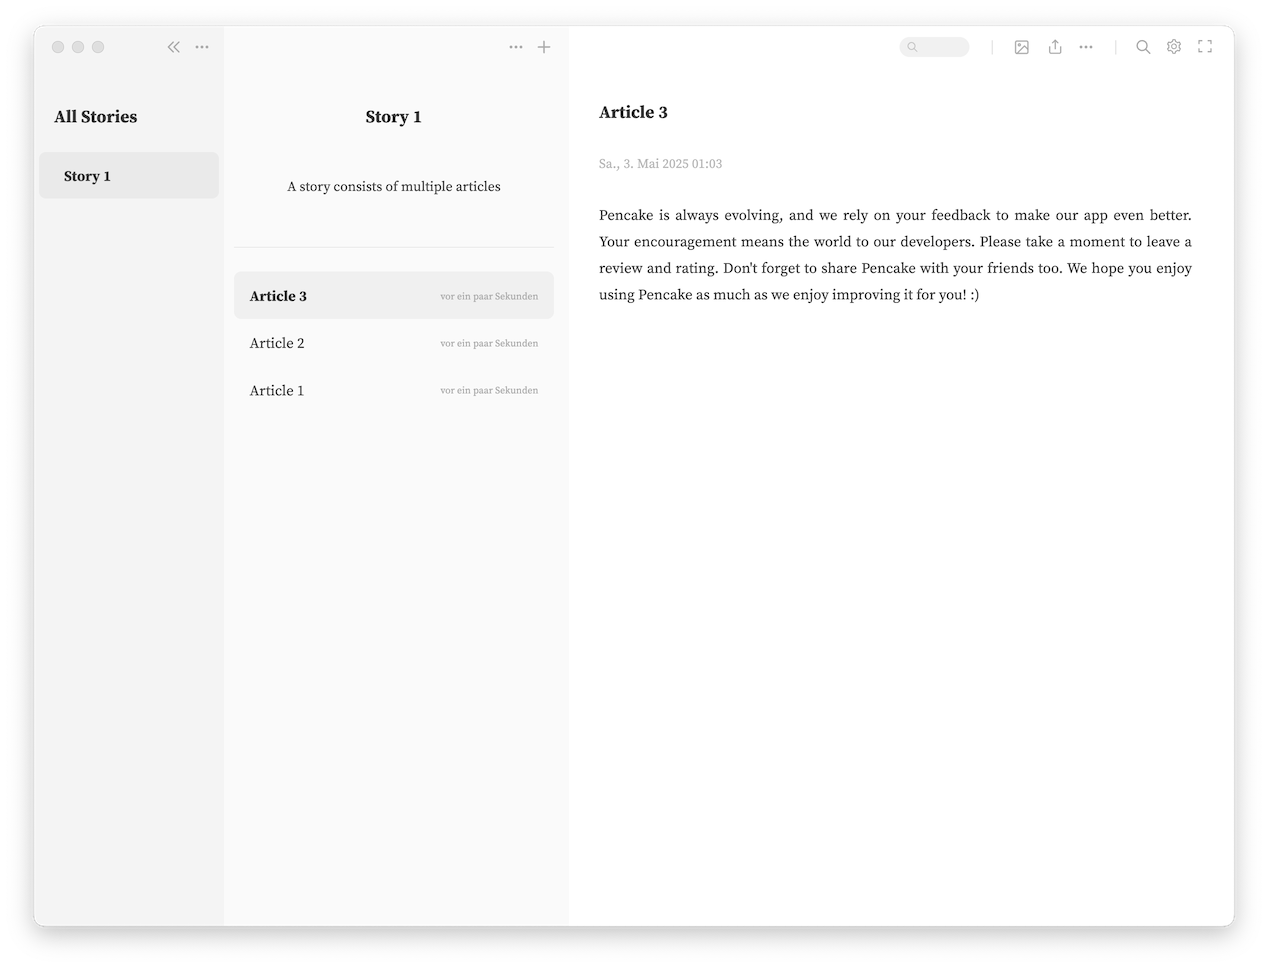 All Stories
Story 1
Story 1
A story consists of multiple articles
Article 3 vor ein paar Sekunden
Article 2 vor ein paar Sekunden
Article 1 vor ein paar Sekunden
Article 3
Sa., 3. Mai 2025 01:03
Pencake is always evolving, and we rely on your feedback to make our app even better.
Your encouragement means the world to our developers. Please take a moment to leave a
review and rating. Don't forget to share Pencake with your friends too. We hope you enjoy
using Pencake as much as we enjoy improving it for you! :)